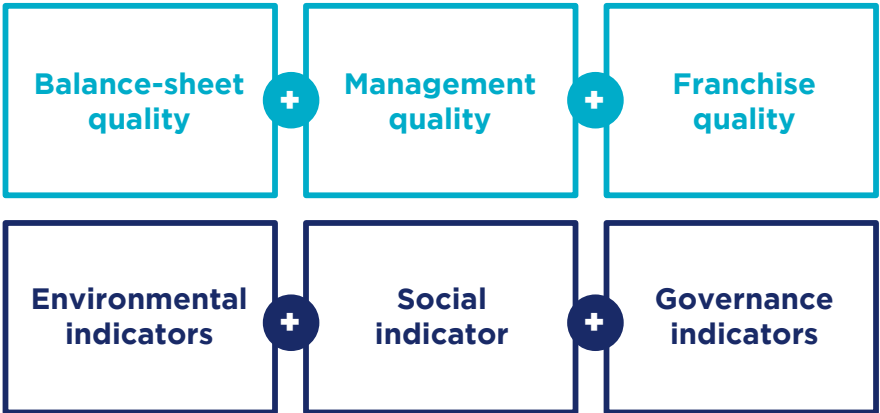 Balance-sheet
quality
+
Management
quality
+
Franchise
quality
Environmental
indicators
+
Social
indicator
+
Governance
indicators